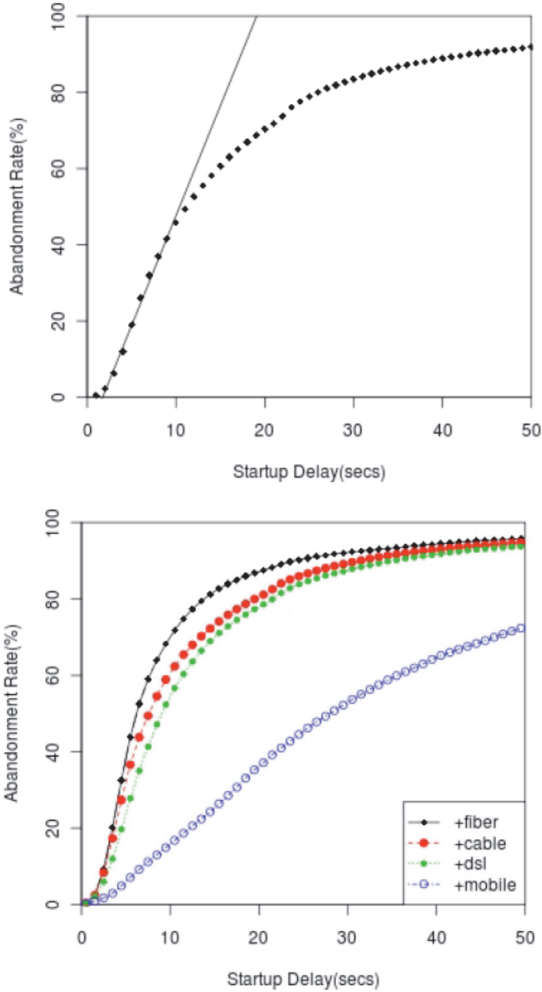 100
80
60
40
20
0
Abandonment Rate(%)
0 10 20 30 40 50
Startup Delay(secs)
100
80
60
40
20
0
Abandonment Rate(%)
+fiber
+cable
+dsl
+mobile
0 10 20 30 40 50
Startup Delay(secs)